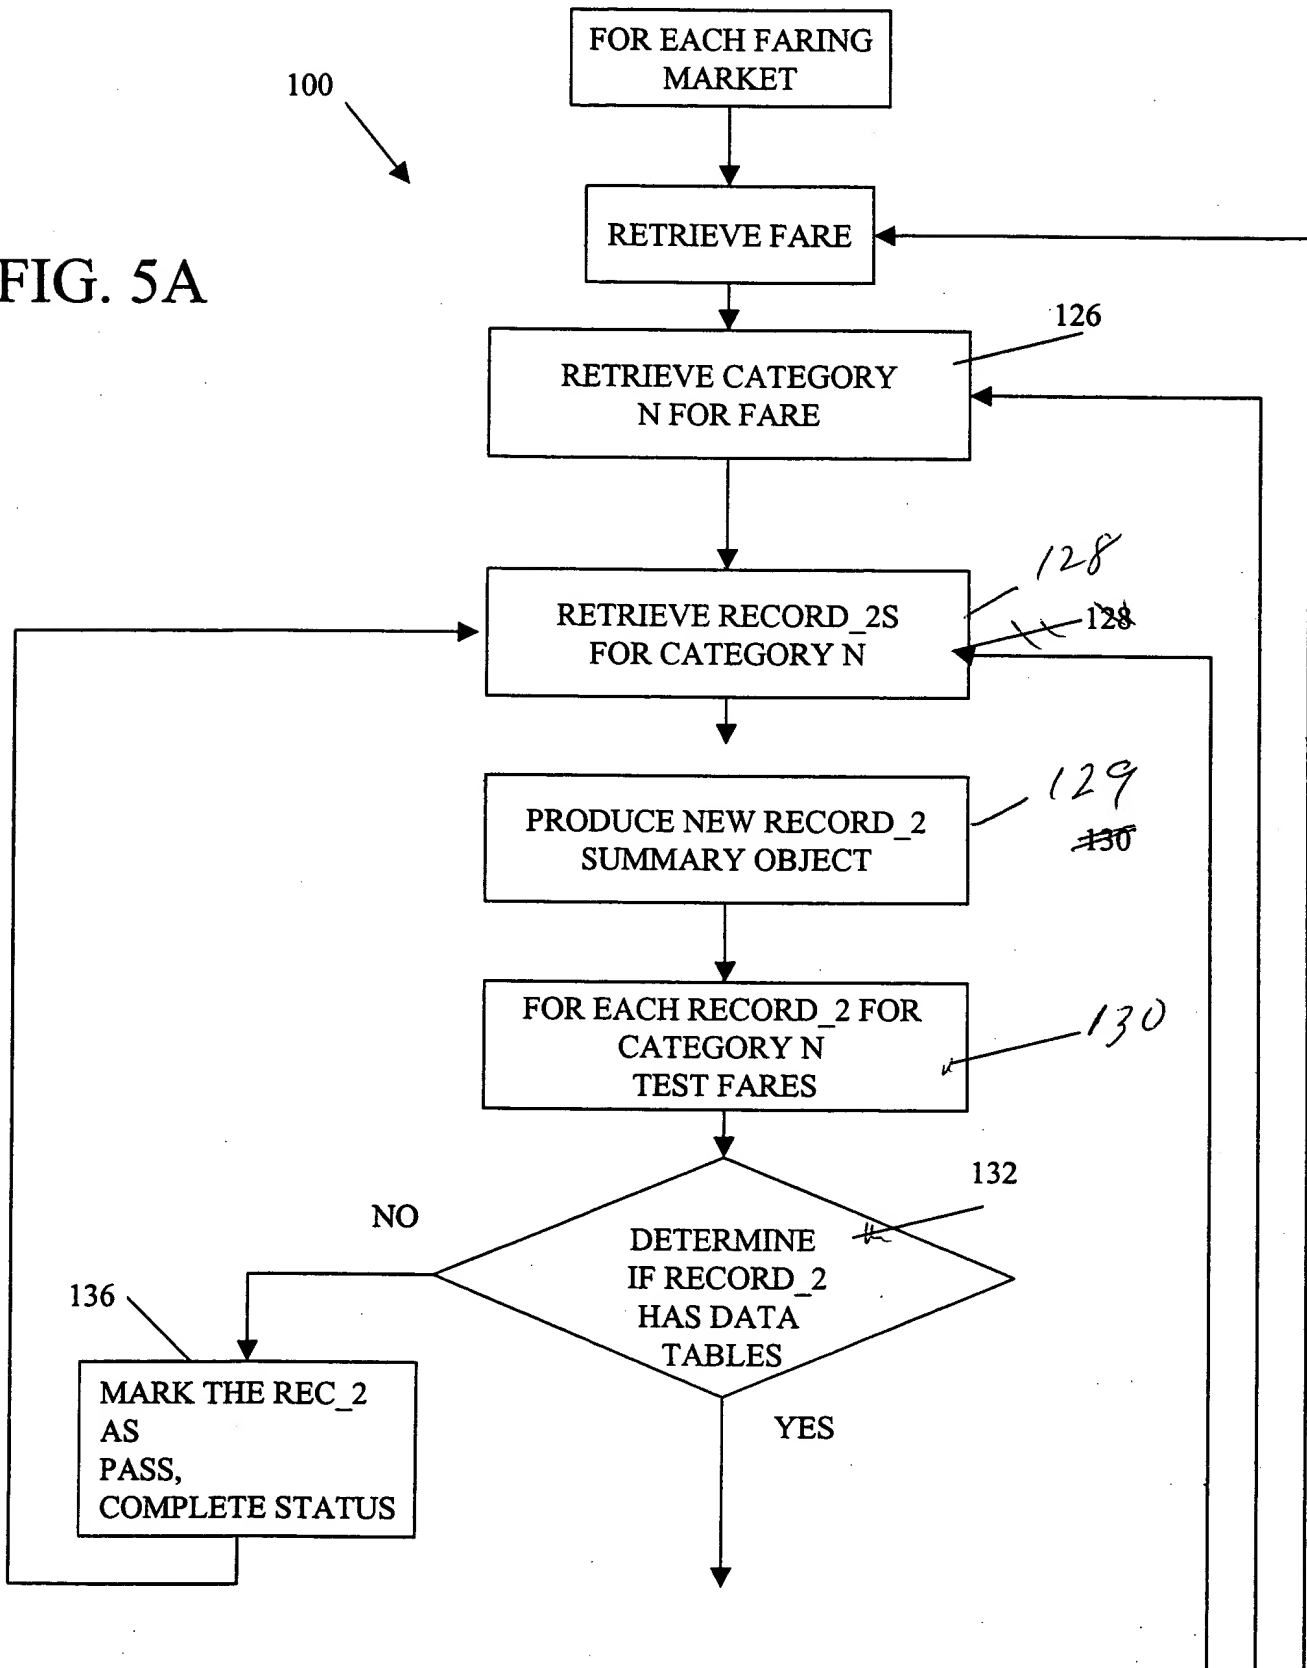 FOR EACH FARING
MARKET
100
RETRIEVE FARE
FIG. 5A
126
RETRIEVE CATEGORY
N FOR FARE
128
RETRIEVE RECORD_2S
FOR CATEGORY N
128
129
PRODUCE NEW RECORD_2
SUMMARY OBJECT
130
FOR EACH RECORD_2 FOR
CATEGORY N
TEST FARES
130
132
NO
DETERMINE
IF RECORD_2
HAS DATA
TABLES
136
MARK THE REC_2
AS
PASS,
COMPLETE STATUS
YES